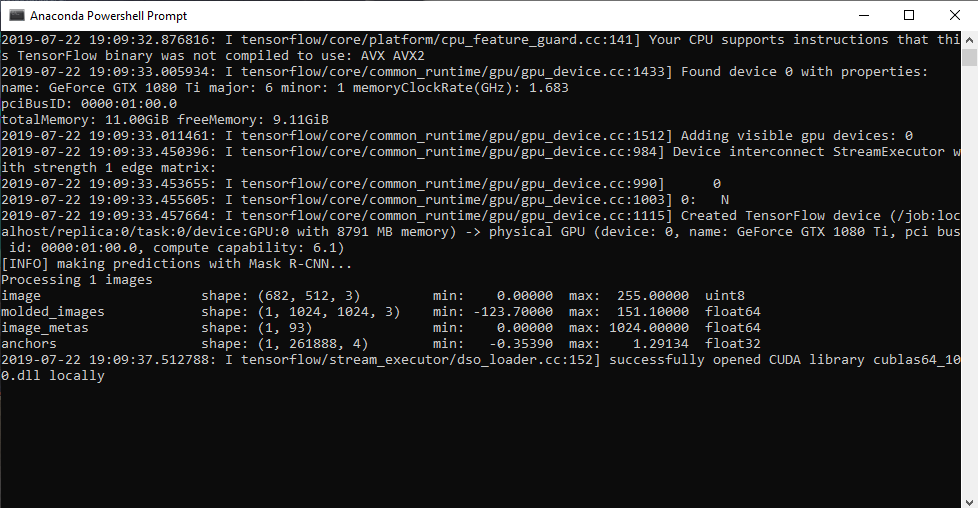 Anaconda Powershell Prompt
2019-07-22 19:09:32.876816: I tensorflow/core/platform/cpu_feature_guard.cc:141] Your CPU supports instructions that thi
s TensorFlow binary was not compiled to use: AVX AVX2
2019-07-22 19:09:33.005934: I tensorflow/core/common_runtime/gpu/gpu_device.cc:1433] Found device 0 with properties:
name: GeForce GTX 1080 Ti major: 6 minor: 1 memoryClockRate(GHz): 1.683
pciBusID: 0000:01:00.0
totalMemory: 11.00GiB freeMemory: 9.11GiB
2019-07-22 19:09:33.011461: I tensorflow/core/common_runtime/gpu/gpu_device.cc:1512] Adding visible gpu devices: 0
2019-07-22 19:09:33.450396: I tensorflow/core/common_runtime/gpu/gpu_device.cc:984] Device interconnect StreamExecutor w
ith strength 1 edge matrix:
2019-07-22 19:09:33.453655: I tensorflow/core/common_runtime/gpu/gpu_device.cc:990]      0
2019-07-22 19:09:33.455605: I tensorflow/core/common_runtime/gpu/gpu_device.cc:1003] 0:   N
2019-07-22 19:09:33.457664: I tensorflow/core/common_runtime/gpu/gpu_device.cc:1115] Created TensorFlow device (/job:loc
alhost/replica:0/task:0/device:GPU:0 with 8791 MB memory) -> physical GPU (device: 0, name: GeForce GTX 1080 Ti, pci bus
 id: 0000:01:00.0, compute capability: 6.1)
[INFO] making predictions with Mask R-CNN...
Processing 1 images
image                    shape: (682, 512, 3)         min:    0.00000  max:  255.00000  uint8
molded_images            shape: (1, 1024, 1024, 3)    min: -123.70000  max:  151.10000  float64
image_metas              shape: (1, 93)               min:    0.00000  max: 1024.00000  float64
anchors                  shape: (1, 261888, 4)        min:   -0.35390  max:    1.29134  float32
2019-07-22 19:09:37.512788: I tensorflow/stream_executor/dso_loader.cc:152] successfully opened CUDA library cublas64_10
0.dll locally